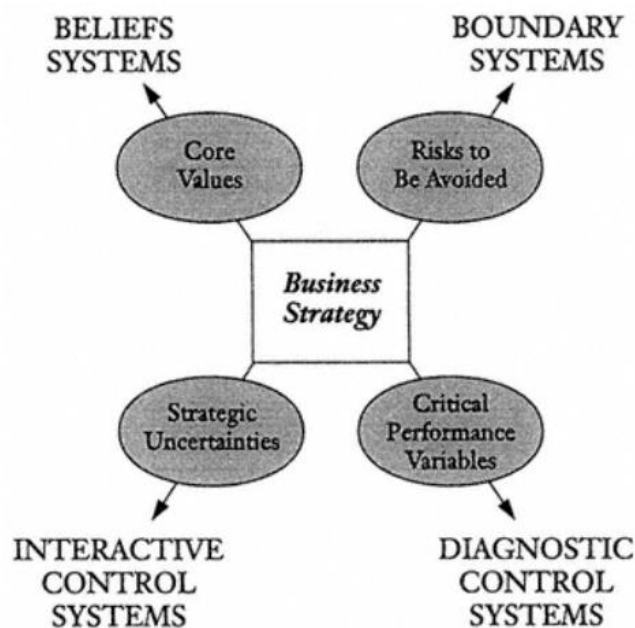 BELIEFS
SYSTEMS
BOUNDARY
SYSTEMS
Core
Values
Risks to
Be Avoided
Business
Strategy
Strategic
Uncertainties
Critical
Performance
Variables
INTERACTIVE
CONTROL
SYSTEMS
DIAGNOSTIC
CONTROL
SYSTEMS